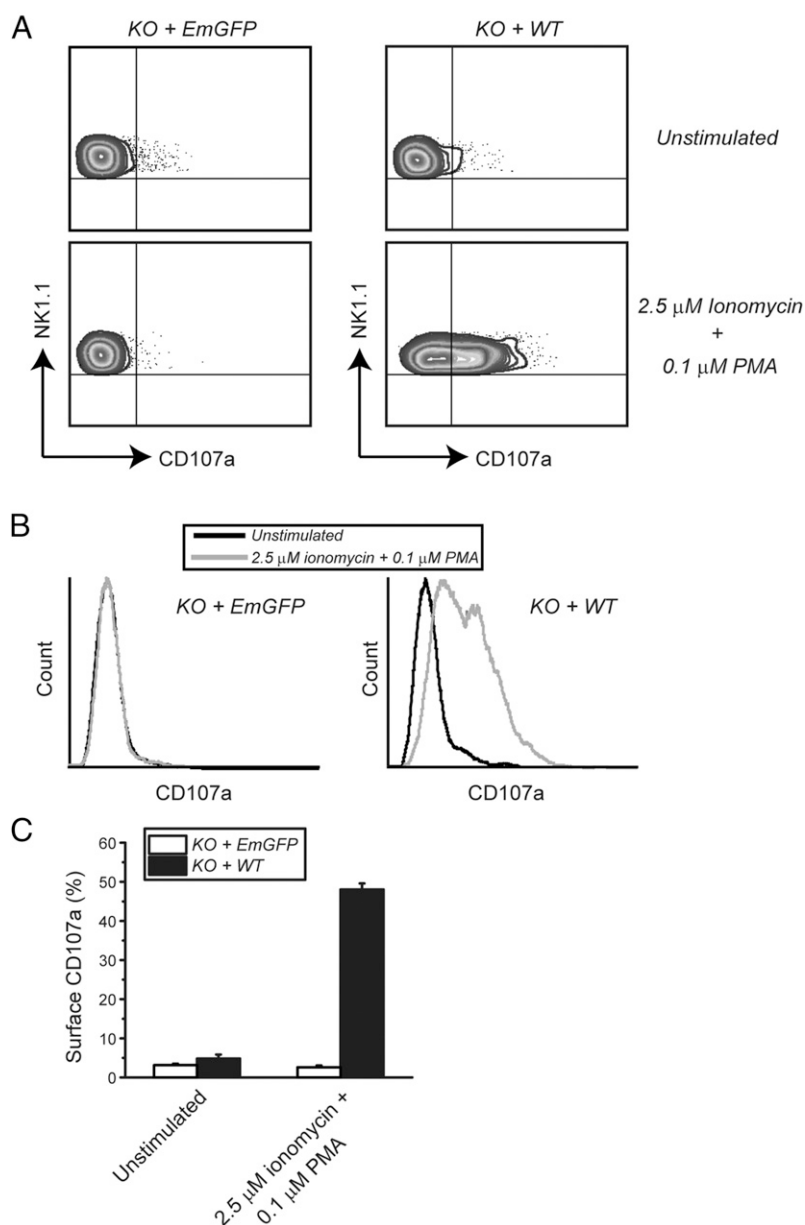 A
KO + EmGFP
KO + WT
Unstimulated
NK1.1
CD107a
NK1.1
CD107a
2.5 μM Ionomycin
+
0.1 μM PMA
B
Unstimulated
2.5 μM ionomycin + 0.1 μM PMA
KO + EmGFP
KO + WT
Count
CD107a
Count
CD107a
C
KO + EmGFP
KO + WT
Surface CD107a (%)
60
50
40
30
20
10
0
Unstimulated
2.5 μM ionomycin +
0.1 μM PMA